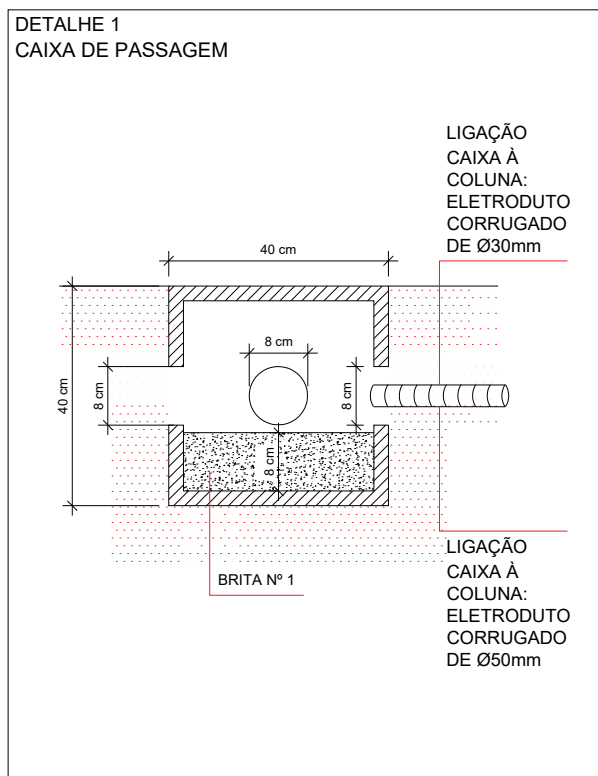 DETALHE 1
CAIXA DE PASSAGEM
LIGAÇÃO
CAIXA À
COLUNA:
ELETRODUTO
CORRUGADO
DE Ø30mm
40 cm
8 cm
40 cm
8 cm
8 cm
8 cm
BRITA Nº 1
LIGAÇÃO
CAIXA À
COLUNA:
ELETRODUTO
CORRUGADO
DE Ø50mm